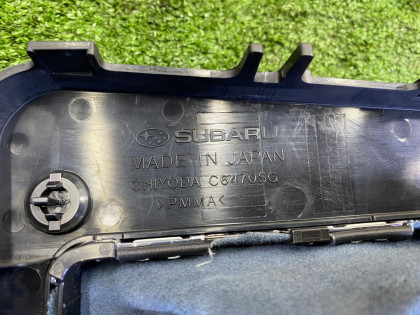 SUBARU
MADE IN JAPAN
CHIYODA C6470SG
>PMMA<